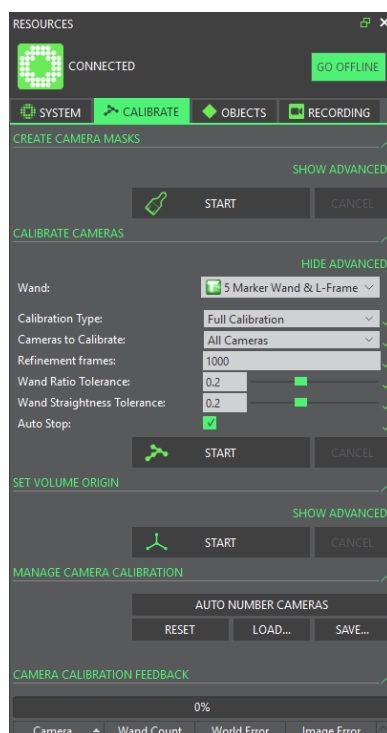 RESOURCES
CONNECTED
GO OFFLINE
SYSTEM CALIBRATE OBJECTS RECORDING
CREATE CAMERA MASKS
SHOW ADVANCED
START CANCEL
CALIBRATE CAMERAS
HIDE ADVANCED
Wand: 5 Marker Wand & L-Frame
Calibration Type: Full Calibration
Cameras to Calibrate: All Cameras
Refinement frames: 1000
Wand Ratio Tolerance: 0.2
Wand Straightness Tolerance: 0.2
Auto Stop:
START CANCEL
SET VOLUME ORIGIN
SHOW ADVANCED
START CANCEL
MANAGE CAMERA CALIBRATION
AUTO NUMBER CAMERAS
RESET LOAD... SAVE...
CAMERA CALIBRATION FEEDBACK
0%
Camera Wand Count World Error Image Error